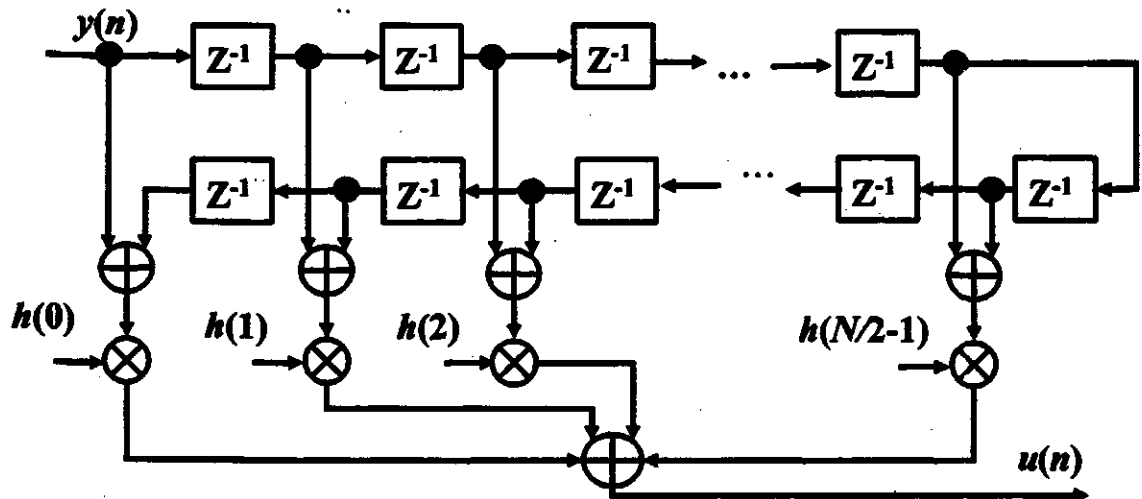 y(n)
Z⁻¹ Z⁻¹ Z⁻¹ ... Z⁻¹
Z⁻¹ Z⁻¹ Z⁻¹ ... Z⁻¹ Z⁻¹
h(0) h(1) h(2) h(N/2-1)
u(n)